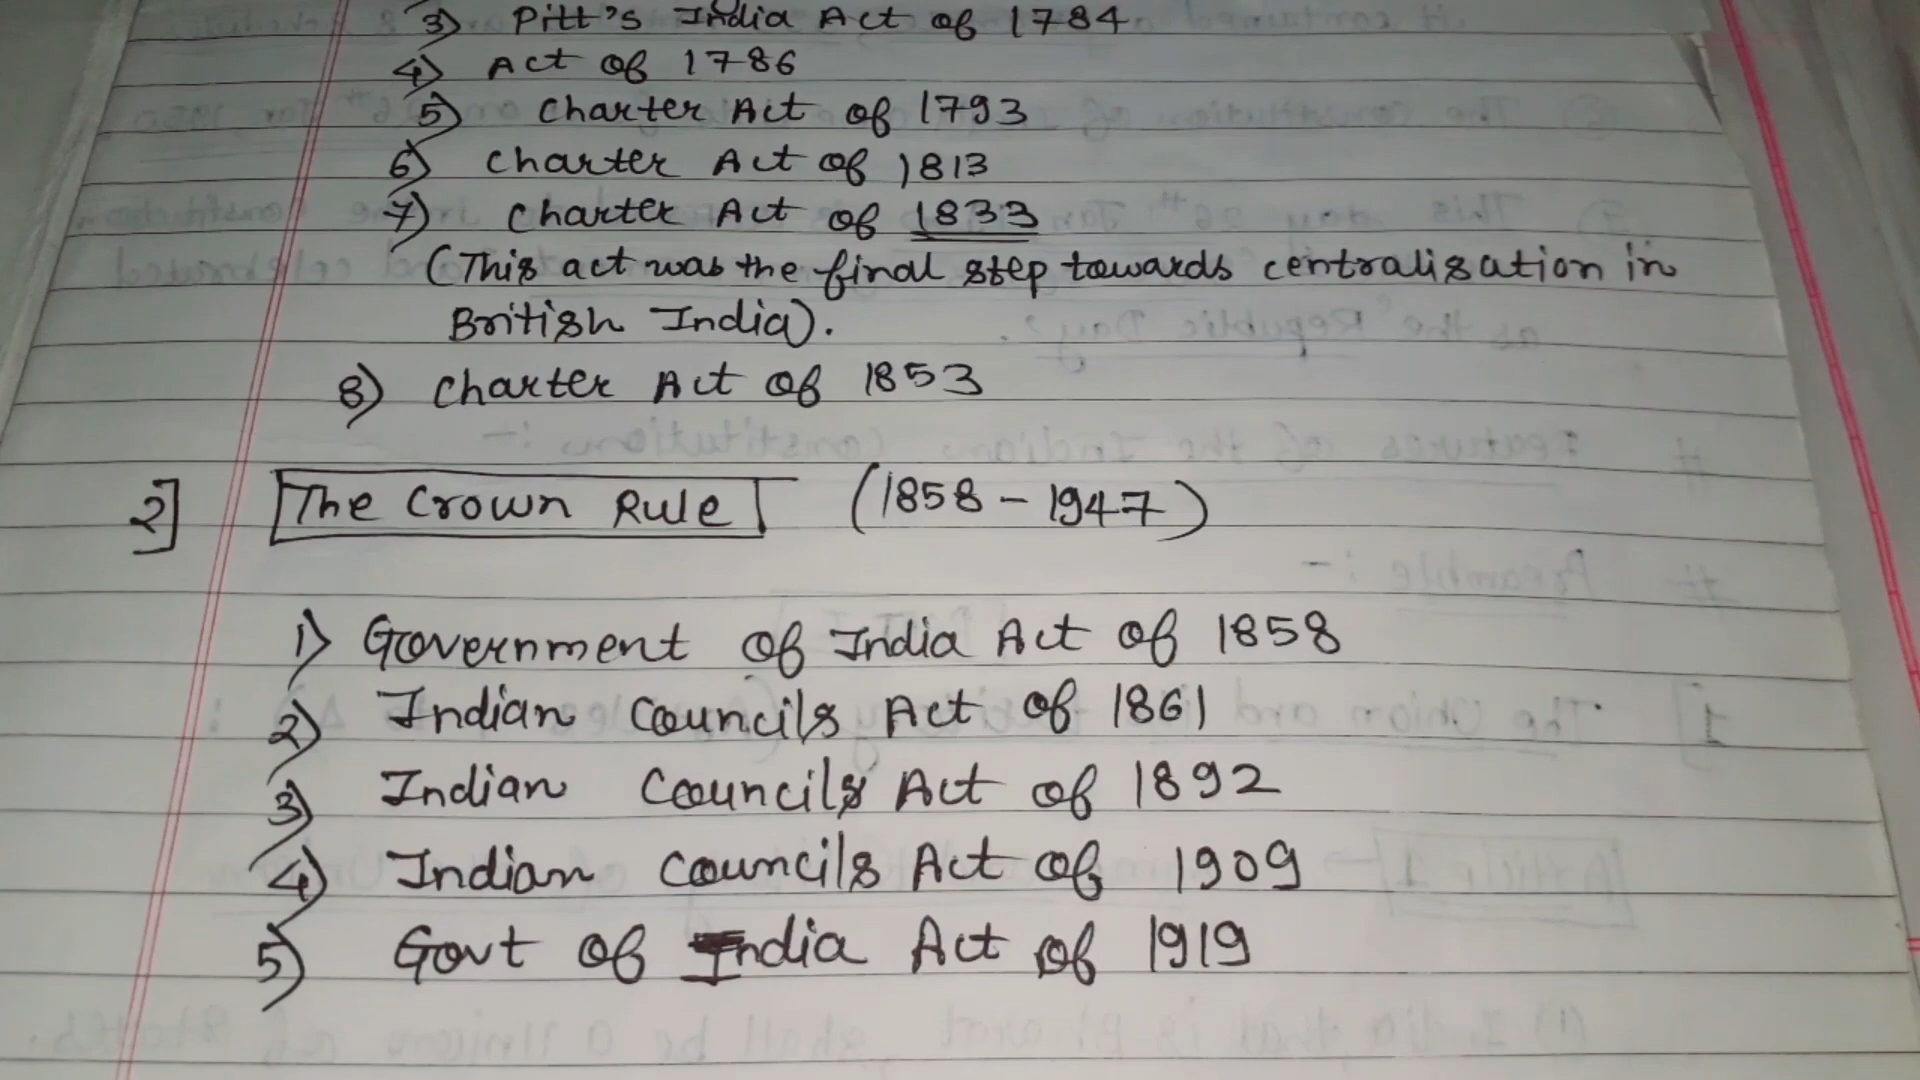 3) Pitt's India Act of 1784
4) Act of 1786
5) Charter Act of 1793
6) Charter Act of 1813
7) Charter Act of 1833
(This act was the final step towards centralisation in
British India).
8) Charter Act of 1853
2] The Crown Rule (1858 - 1947)
1) Government of India Act of 1858
2) Indian Councils Act of 1861
3) Indian Councils Act of 1892
4) Indian Councils Act of 1909
5) Govt of India Act of 1919